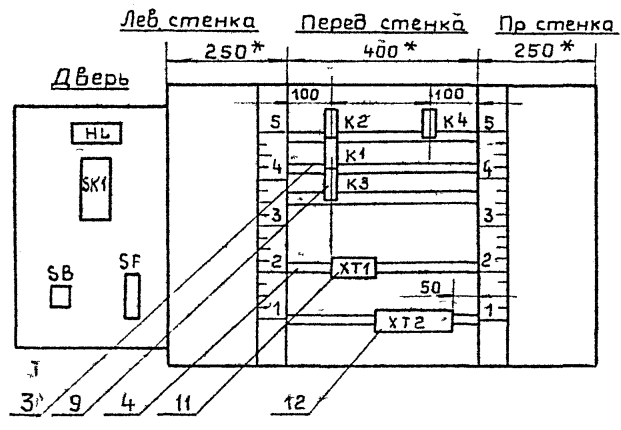 Лев. стенка Перед стенка Пр стенка
250* 400* 250*
Дверь
100 100
HL
SK1
SB SF
5 K2 K4 5
K1
4 4
K3
3 3
2 XT1 2
50
1 XT2 1
3 9 4 11 12